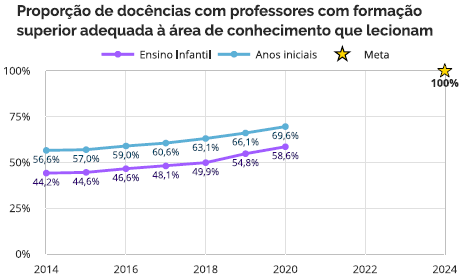 Proporção de docências com professores com formação
superior adequada à área de conhecimento que lecionam
Ensino Infantil Anos iniciais Meta
100%
100%
75%
56,6% 57,0% 59,0% 60,6% 63,1% 66,1% 69,6%
50%
44,2% 44,6% 46,6% 48,1% 49,9% 54,8% 58,6%
25%
0%
2014 2016 2018 2020 2022 2024